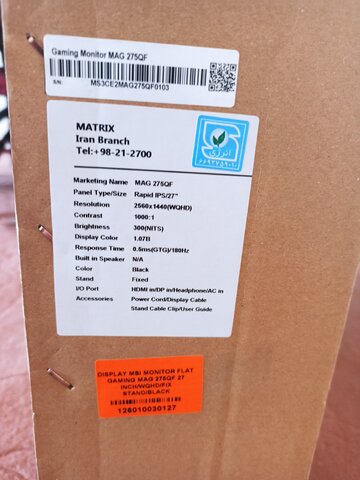 Gaming Monitor MAG 275QF
S/N: MS3CE2MAG275QF0103
MATRIX
Iran Branch
Tel:+98-21-2700
انرژی
Marketing Name MAG 275QF
Panel Type/Size Rapid IPS/27"
Resolution 2560x1440(WQHD)
Contrast 1000:1
Brightness 300(NITS)
Display Color 1.07B
Response Time 0.5ms(GTG)/180Hz
Built in Speaker N/A
Color Black
Stand Fixed
I/O Port HDMI in/DP in/Headphone/AC in
Accessories Power Cord/Display Cable
Stand Cable Clip/User Guide
DISPLAY MSI MONITOR FLAT
GAMING MAG 275QF 27
INCH/WQHD/FIX
STAND/BLACK
126010030127